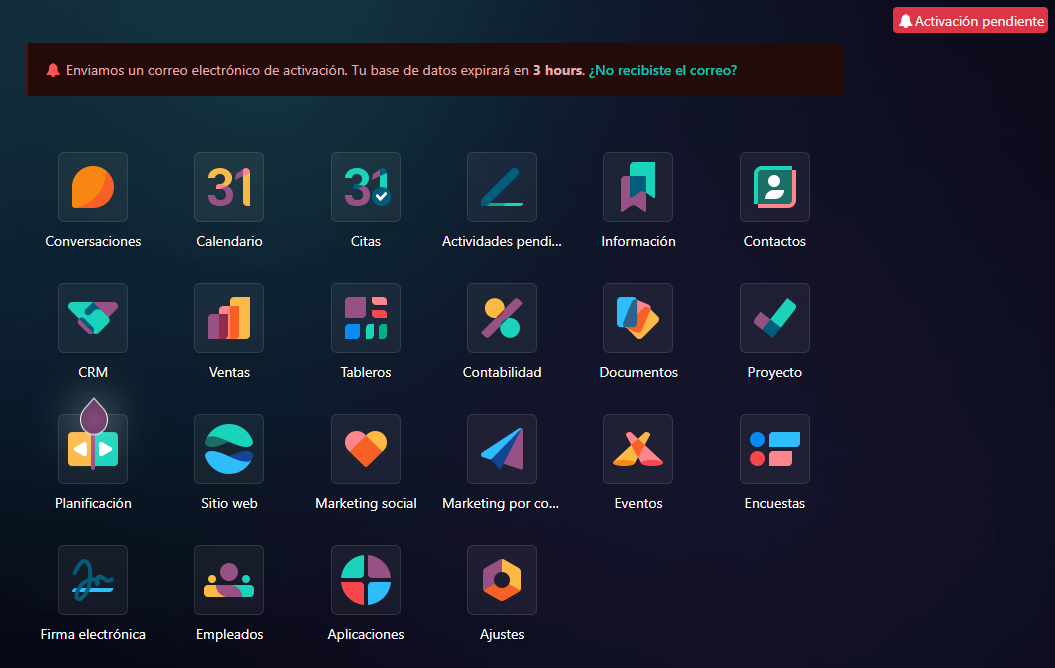 Activación pendiente
Enviamos un correo electrónico de activación. Tu base de datos expirará en 3 hours. ¿No recibiste el correo?
31
31
Conversaciones
Calendario
Citas
Actividades pendi...
Información
Contactos
CRM
Ventas
Tableros
Contabilidad
Documentos
Proyecto
Planificación
Sitio web
Marketing social
Marketing por co...
Eventos
Encuestas
Firma electrónica
Empleados
Aplicaciones
Ajustes